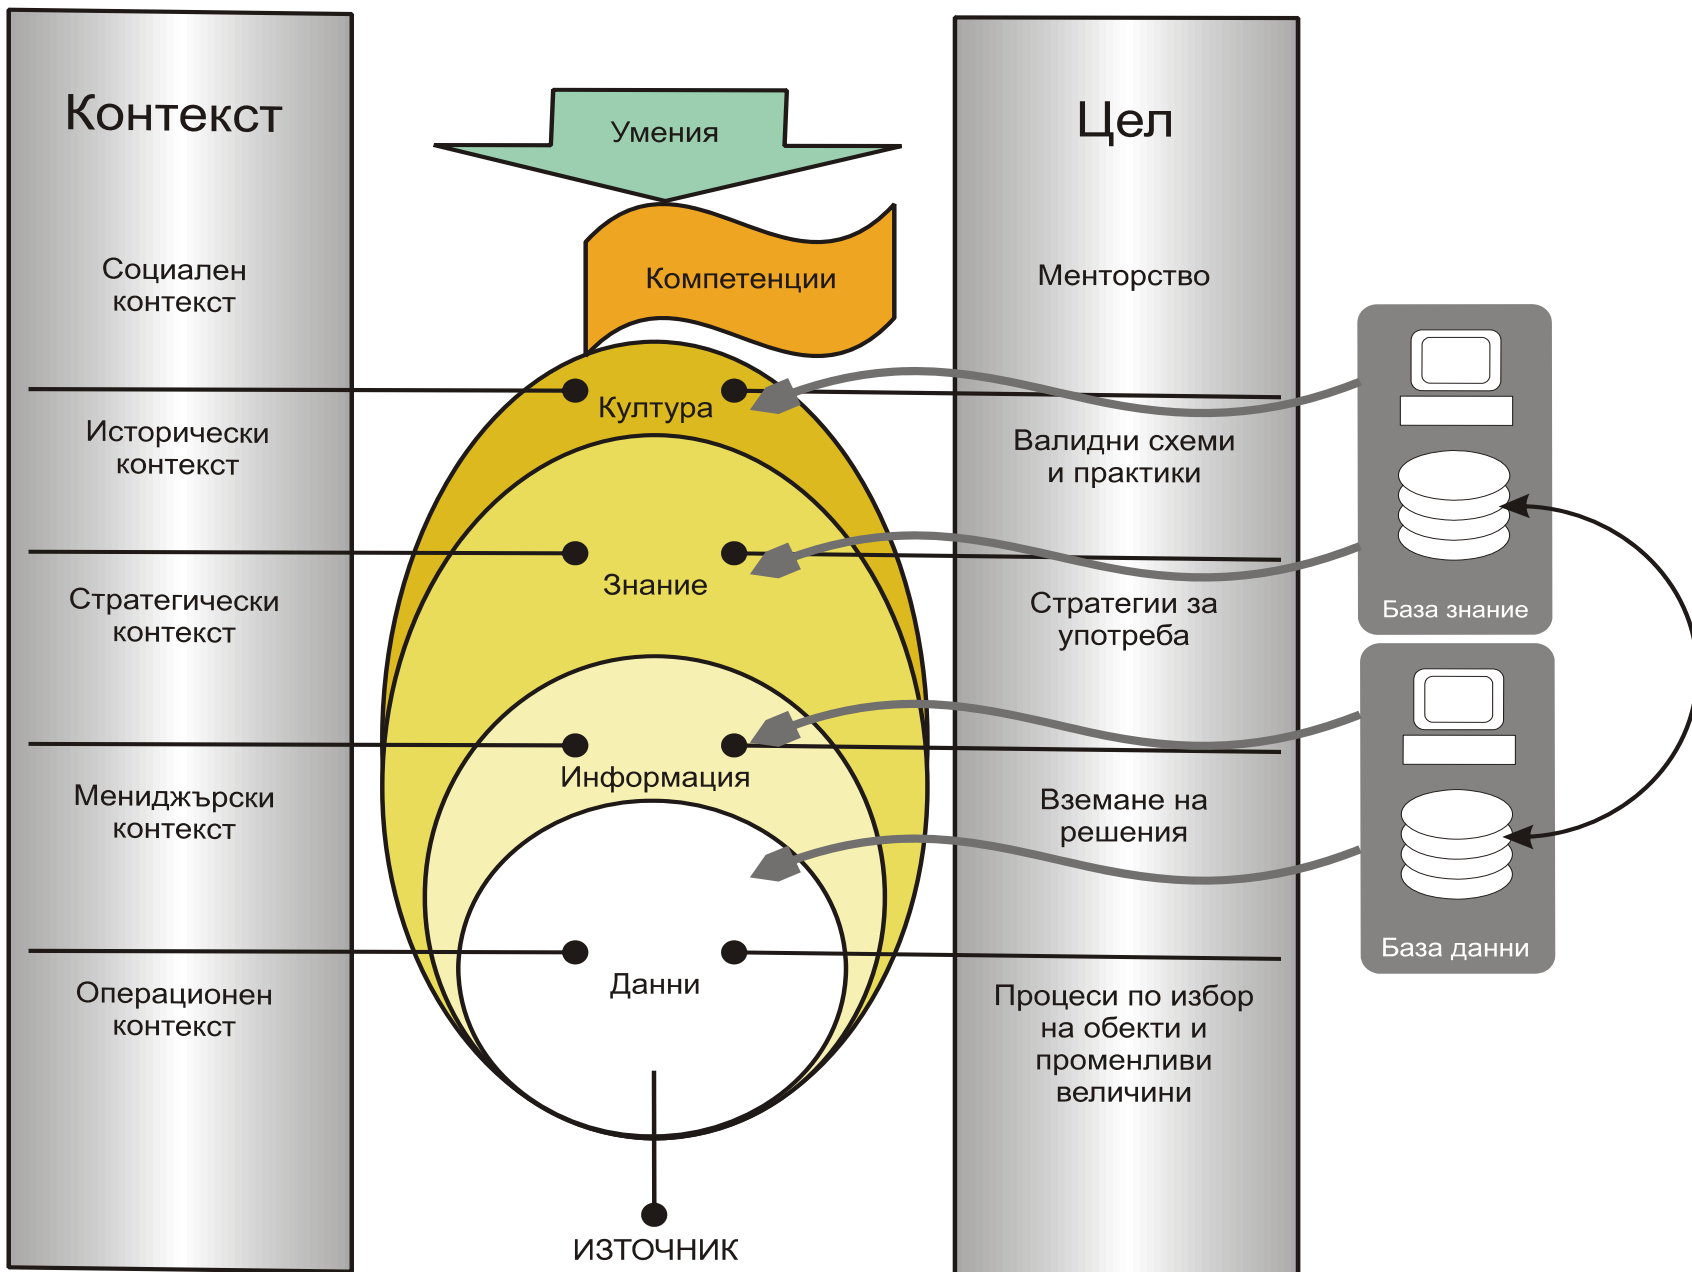 Контекст
Социален
контекст
Исторически
контекст
Стратегически
контекст
Мениджърски
контекст
Операционен
контекст
Умения
Компетенции
Култура
Знание
Информация
Данни
ИЗТОЧНИК
Цел
Менторство
Валидни схеми
и практики
Стратегии за
употреба
Вземане на
решения
Процеси по избор
на обекти и
променливи
величини
База знание
База данни